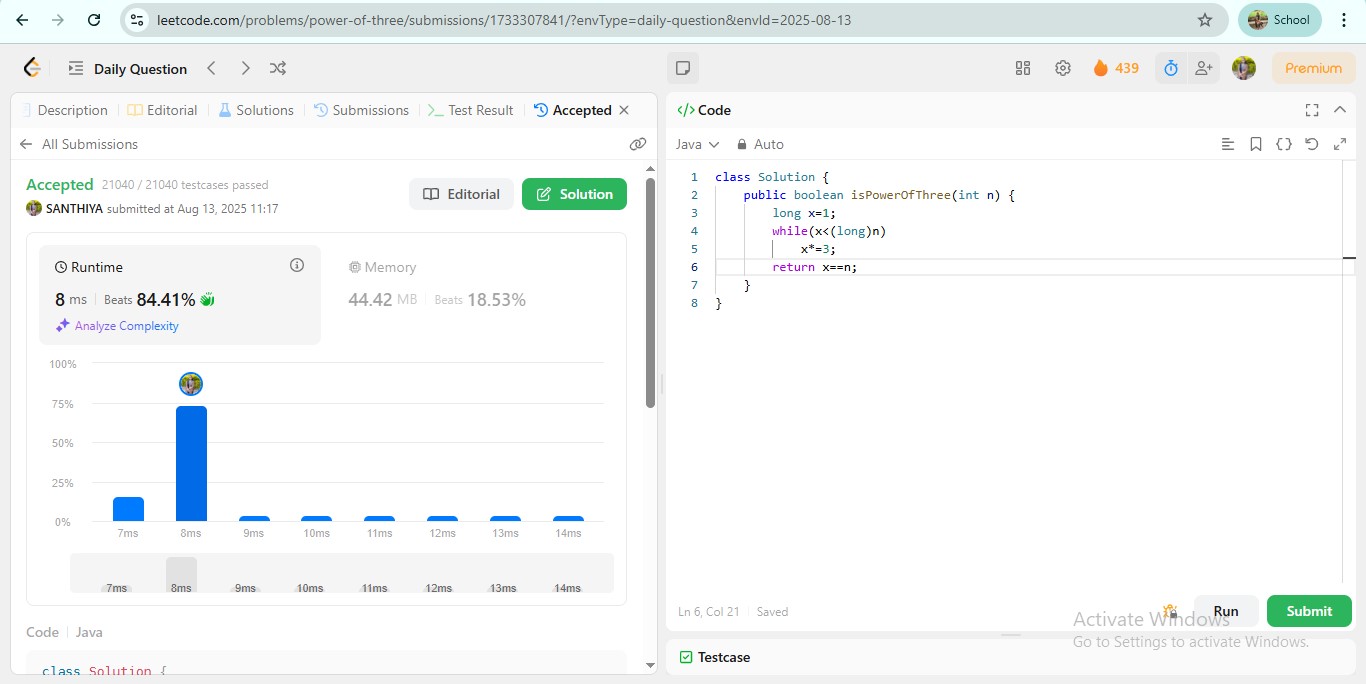 leetcode.com/problems/power-of-three/submissions/1733307841/?envType=daily-question&envId=2025-08-13
School
Daily Question
439
Premium
Description
Editorial
Solutions
Submissions
Test Result
Accepted
All Submissions
Accepted 21040 / 21040 testcases passed
SANTHIYA submitted at Aug 13, 2025 11:17
Editorial
Solution
Runtime
8 ms Beats 84.41%
Analyze Complexity
Memory
44.42 MB Beats 18.53%
100%
75%
50%
25%
0%
7ms 8ms 9ms 10ms 11ms 12ms 13ms 14ms
7ms 8ms 9ms 10ms 11ms 12ms 13ms 14ms
Code Java
class Solution {
</> Code
Java Auto
1 class Solution {
2 public boolean isPowerOfThree(int n) {
3 long x=1;
4 while(x<(long)n)
5 x*=3;
6 return x==n;
7 }
8 }
Ln 6, Col 21 Saved
Run
Submit
Activate Windows
Go to Settings to activate Windows.
Testcase